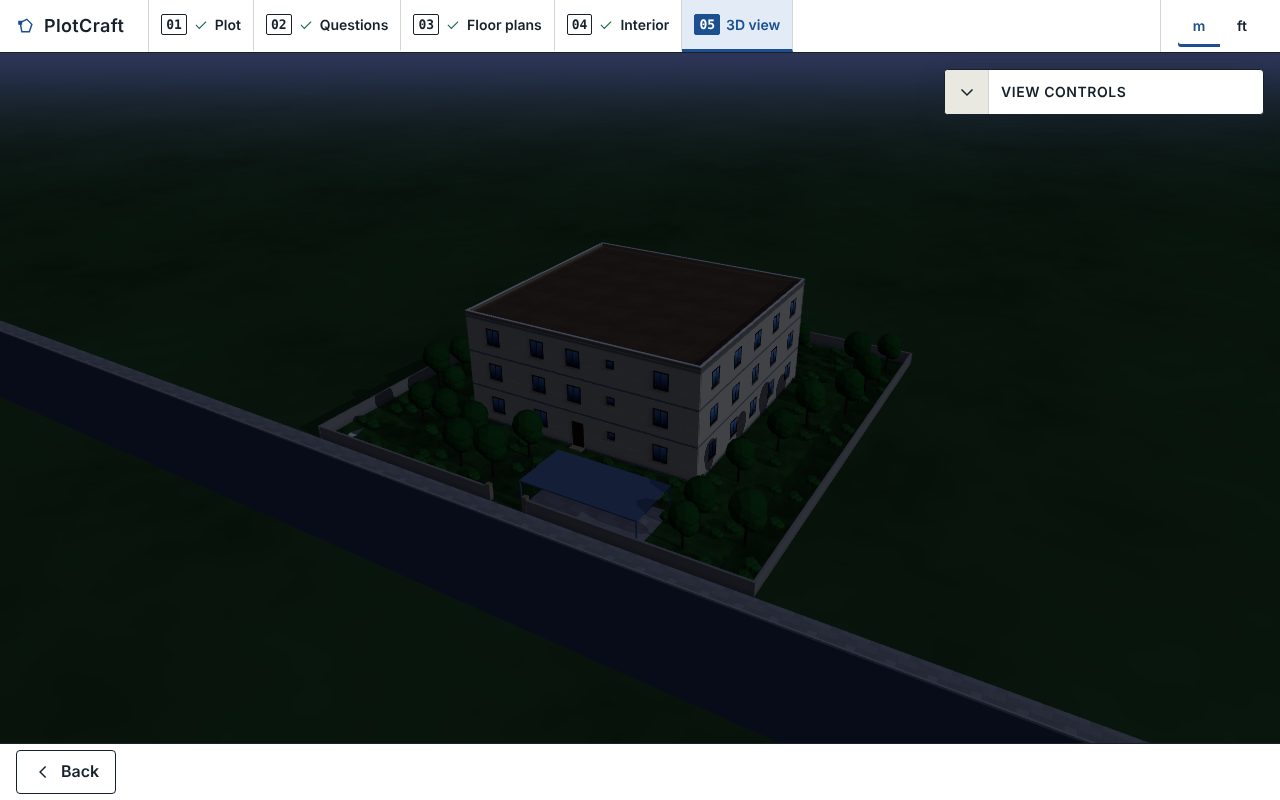 PlotCraft
01 Plot
02 Questions
03 Floor plans
04 Interior
05 3D view
m
ft
VIEW CONTROLS
Back